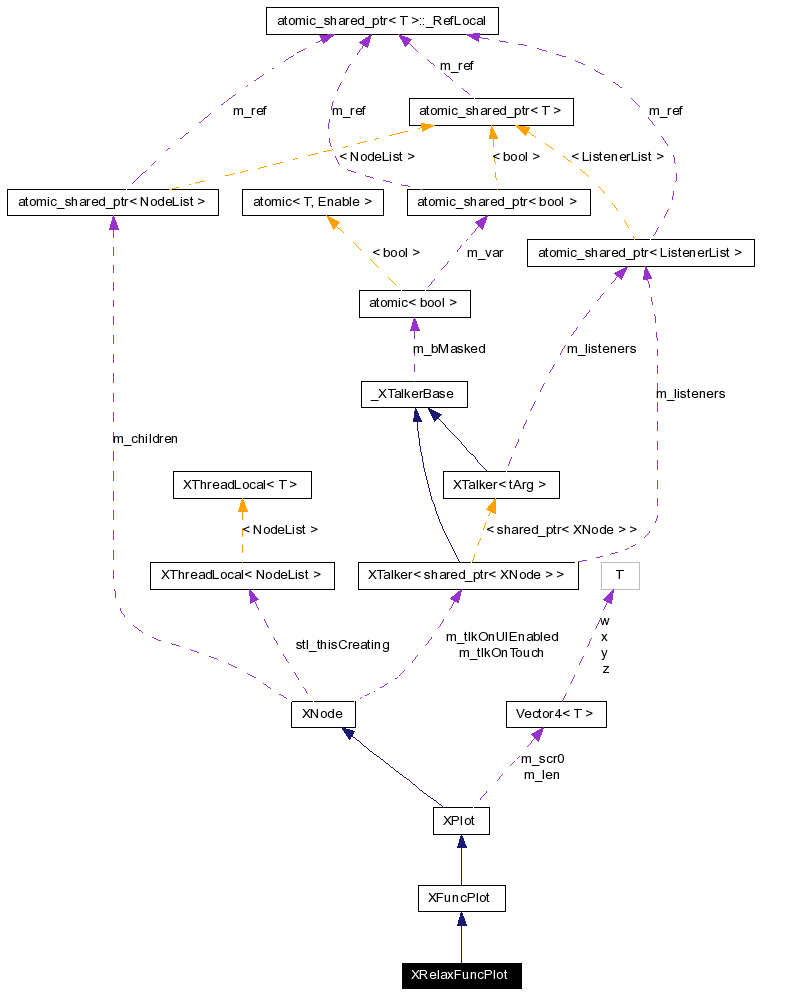 atomic_shared_ptr< T >::_RefLocal
m_ref
m_ref
m_ref
m_ref
atomic_shared_ptr< T >
< NodeList >
< bool >
< ListenerList >
atomic_shared_ptr< NodeList >
atomic< T, Enable >
atomic_shared_ptr< bool >
< bool >
m_var
atomic_shared_ptr< ListenerList >
atomic< bool >
m_bMasked
m_listeners
_XTalkerBase
m_listeners
m_children
XThreadLocal< T >
XTalker< tArg >
< NodeList >
< shared_ptr< XNode > >
XThreadLocal< NodeList >
XTalker< shared_ptr< XNode > >
T
stl_thisCreating
m_tlkOnUIEnabled
m_tlkOnTouch
w
x
y
z
XNode
Vector4< T >
m_scr0
m_len
XPlot
XFuncPlot
XRelaxFuncPlot